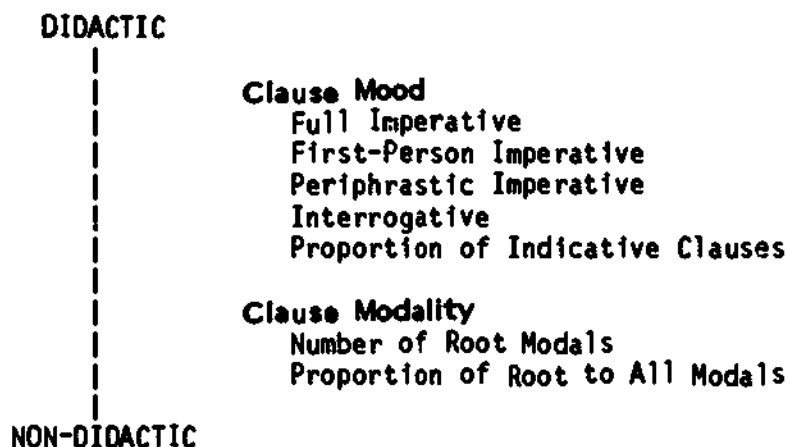 DIDACTIC
Clause Mood
Full Imperative
First-Person Imperative
Periphrastic Imperative
Interrogative
Proportion of Indicative Clauses
Clause Modality
Number of Root Modals
Proportion of Root to All Modals
NON-DIDACTIC